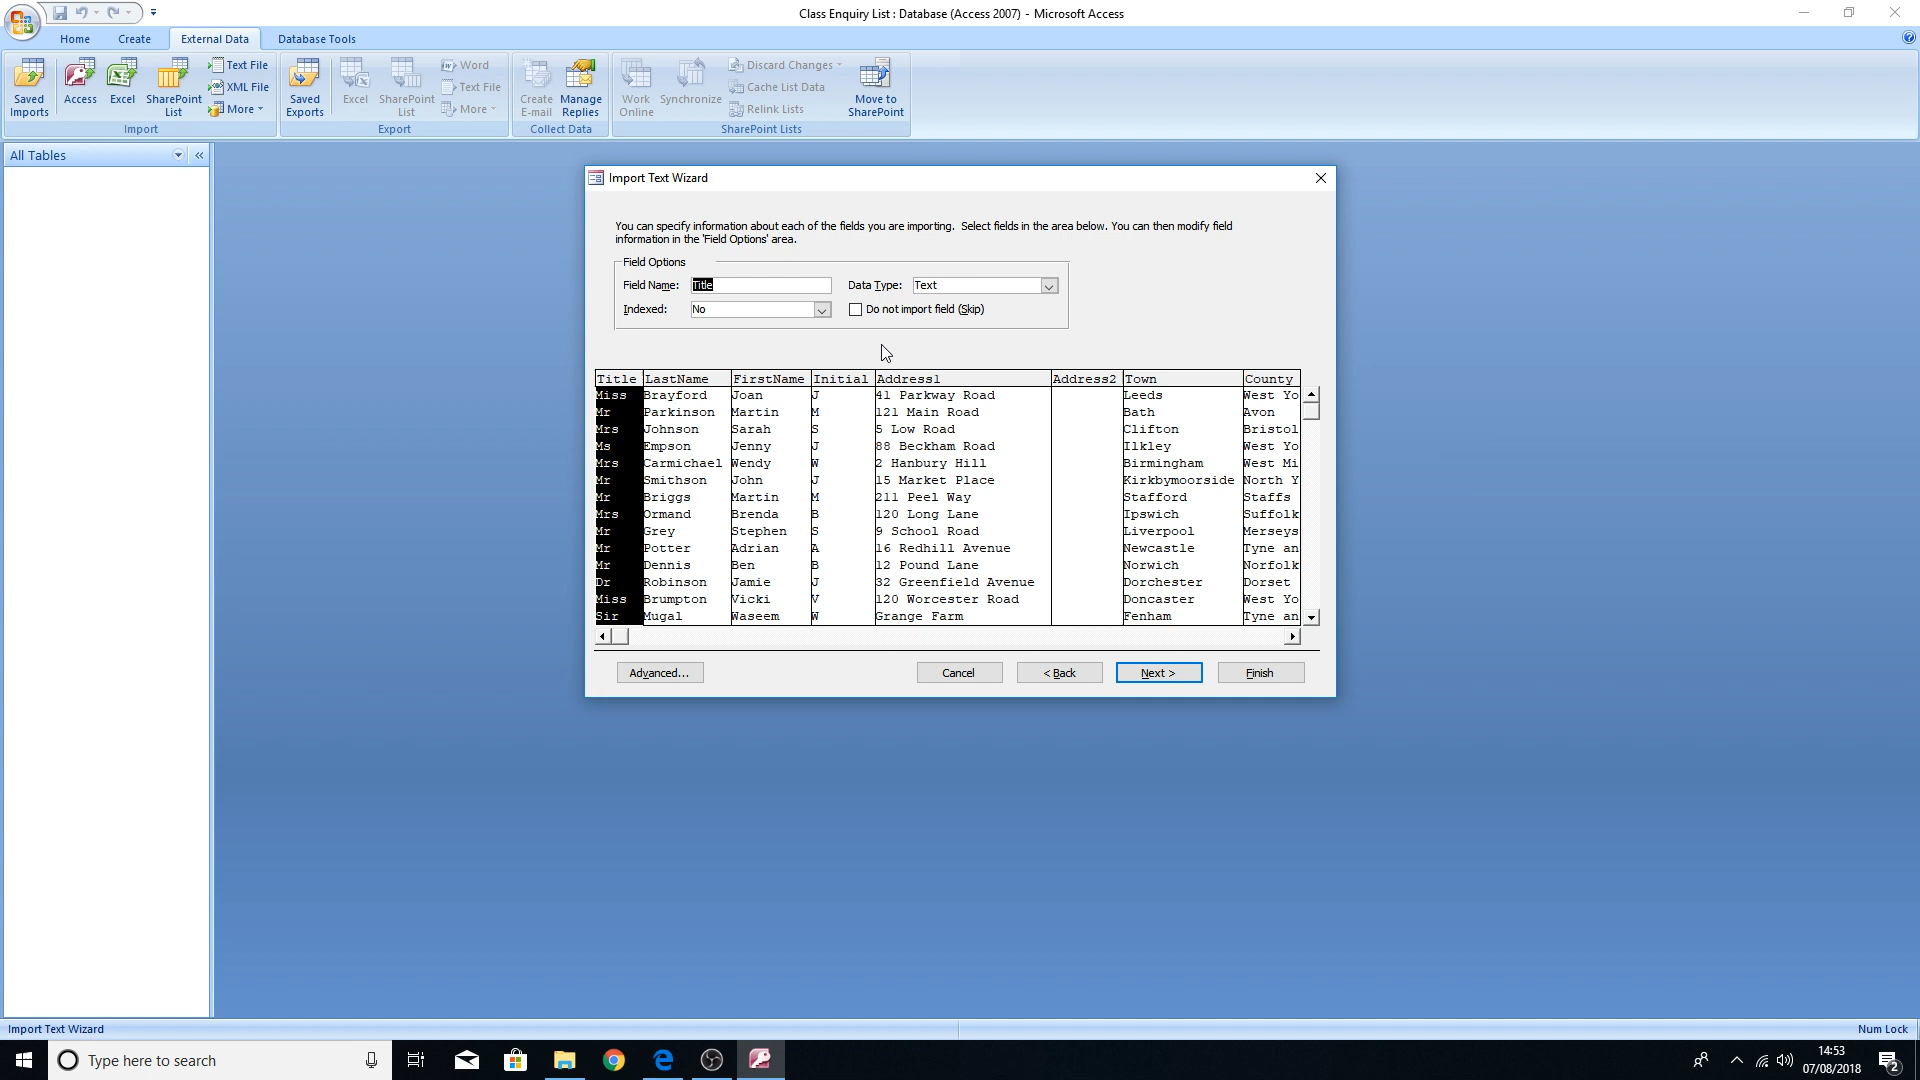 Class Enquiry List : Database (Access 2007) - Microsoft Access
Home Create External Data Database Tools
Saved Imports
Access
Excel
SharePoint List
Text File
XML File
More
Import
Saved Exports
Excel
SharePoint List
Word
Text File
More
Export
Create E-mail
Manage Replies
Collect Data
Work Online
Synchronize
Discard Changes
Cache List Data
Relink Lists
Move to SharePoint
SharePoint Lists
All Tables
Import Text Wizard
You can specify information about each of the fields you are importing. Select fields in the area below. You can then modify field
information in the 'Field Options' area.
Field Options
Field Name: Title Data Type: Text
Indexed: No Do not import field (Skip)
Title LastName FirstName Initial Address1 Address2 Town County
Miss Brayford Joan J 41 Parkway Road Leeds West Yo
Mr Parkinson Martin M 121 Main Road Bath Avon
Mrs Johnson Sarah S 5 Low Road Clifton Bristol
Ms Empson Jenny J 88 Beckham Road Ilkley West Yo
Mrs Carmichael Wendy W 2 Hanbury Hill Birmingham West Mi
Mr Smithson John J 15 Market Place Kirkbymoorside North Y
Mr Briggs Martin M 211 Peel Way Stafford Staffs
Mrs Ormand Brenda B 120 Long Lane Ipswich Suffolk
Mr Grey Stephen S 9 School Road Liverpool Merseys
Mr Potter Adrian A 16 Redhill Avenue Newcastle Tyne an
Mr Dennis Ben B 12 Pound Lane Norwich Norfolk
Dr Robinson Jamie J 32 Greenfield Avenue Dorchester Dorset
Miss Brumpton Vicki V 120 Worcester Road Doncaster West Yo
Sir Mugal Waseem W Grange Farm Fenham Tyne an
Advanced... Cancel < Back Next > Finish
Import Text Wizard
Num Lock
Type here to search
14:53
07/08/2018
2